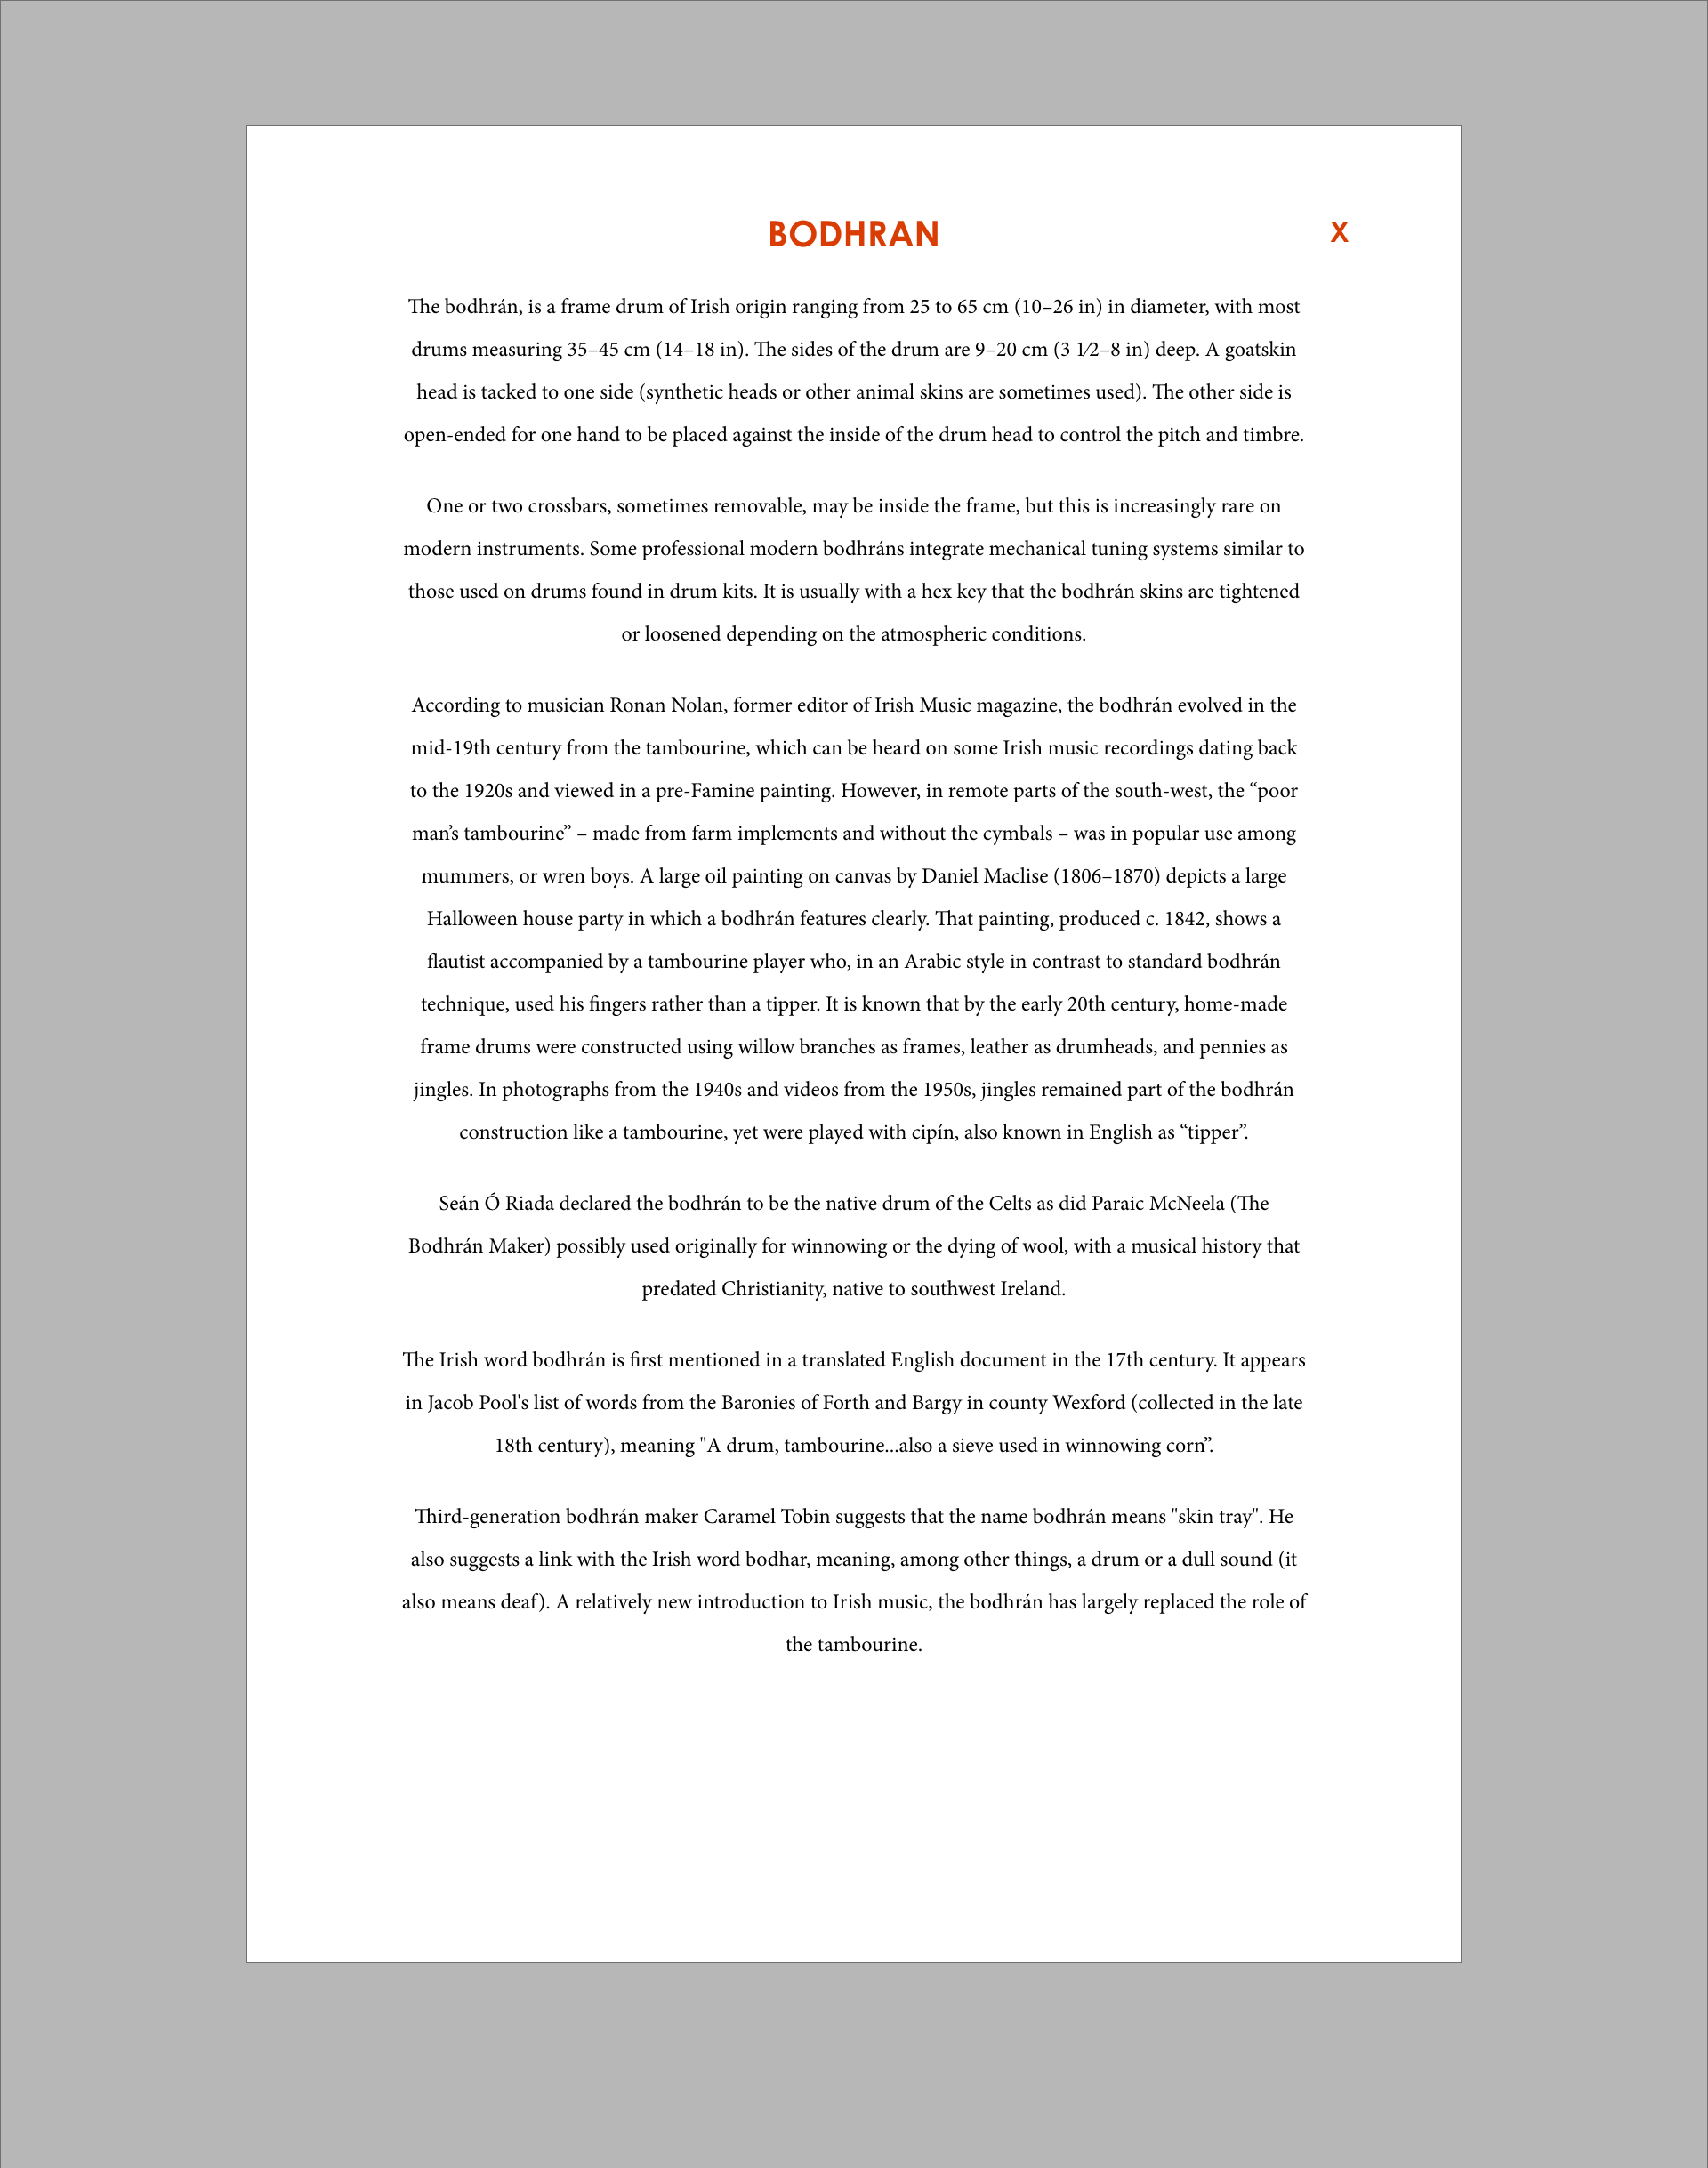 BODHRAN
X
The bodhrán, is a frame drum of Irish origin ranging from 25 to 65 cm (10–26 in) in diameter, with most
drums measuring 35–45 cm (14–18 in). The sides of the drum are 9–20 cm (3 1⁄2–8 in) deep. A goatskin
head is tacked to one side (synthetic heads or other animal skins are sometimes used). The other side is
open-ended for one hand to be placed against the inside of the drum head to control the pitch and timbre.
One or two crossbars, sometimes removable, may be inside the frame, but this is increasingly rare on
modern instruments. Some professional modern bodhráns integrate mechanical tuning systems similar to
those used on drums found in drum kits. It is usually with a hex key that the bodhrán skins are tightened
or loosened depending on the atmospheric conditions.
According to musician Ronan Nolan, former editor of Irish Music magazine, the bodhrán evolved in the
mid-19th century from the tambourine, which can be heard on some Irish music recordings dating back
to the 1920s and viewed in a pre-Famine painting. However, in remote parts of the south-west, the “poor
man’s tambourine” – made from farm implements and without the cymbals – was in popular use among
mummers, or wren boys. A large oil painting on canvas by Daniel Maclise (1806–1870) depicts a large
Halloween house party in which a bodhrán features clearly. That painting, produced c. 1842, shows a
flautist accompanied by a tambourine player who, in an Arabic style in contrast to standard bodhrán
technique, used his fingers rather than a tipper. It is known that by the early 20th century, home-made
frame drums were constructed using willow branches as frames, leather as drumheads, and pennies as
jingles. In photographs from the 1940s and videos from the 1950s, jingles remained part of the bodhrán
construction like a tambourine, yet were played with cipín, also known in English as “tipper”.
Seán Ó Riada declared the bodhrán to be the native drum of the Celts as did Paraic McNeela (The
Bodhrán Maker) possibly used originally for winnowing or the dying of wool, with a musical history that
predated Christianity, native to southwest Ireland.
The Irish word bodhrán is first mentioned in a translated English document in the 17th century. It appears
in Jacob Pool's list of words from the Baronies of Forth and Bargy in county Wexford (collected in the late
18th century), meaning "A drum, tambourine...also a sieve used in winnowing corn”.
Third-generation bodhrán maker Caramel Tobin suggests that the name bodhrán means "skin tray". He
also suggests a link with the Irish word bodhar, meaning, among other things, a drum or a dull sound (it
also means deaf). A relatively new introduction to Irish music, the bodhrán has largely replaced the role of
the tambourine.